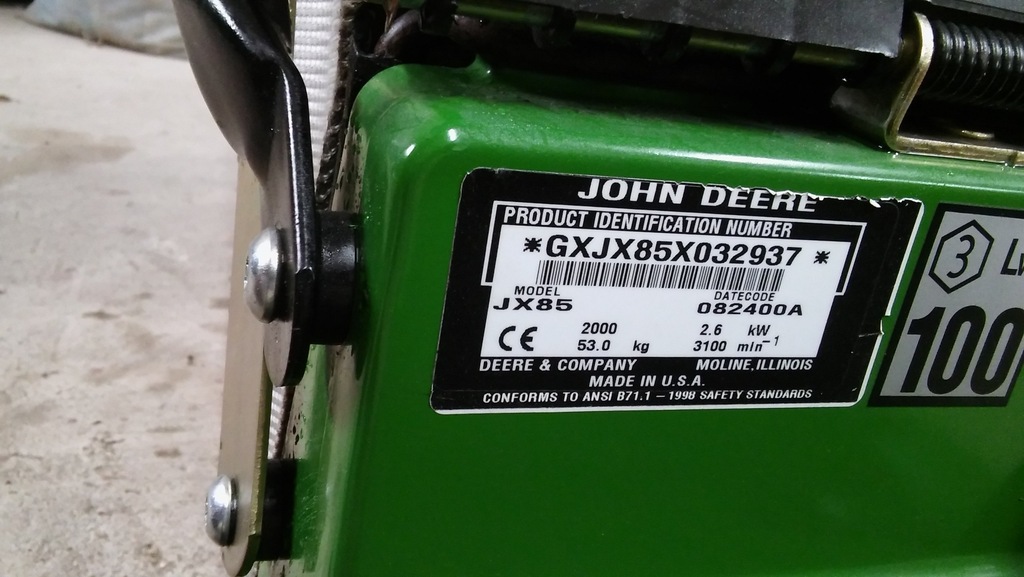 JOHN DEERE
PRODUCT IDENTIFICATION NUMBER
*GXJX85X032937 *
MODEL DATECODE
JX85 082400A
CE 2000 2.6 kW
53.0 kg 3100 min⁻¹
DEERE & COMPANY MOLINE, ILLINOIS
MADE IN U.S.A.
CONFORMS TO ANSI B71.1 – 1998 SAFETY STANDARDS
3
100